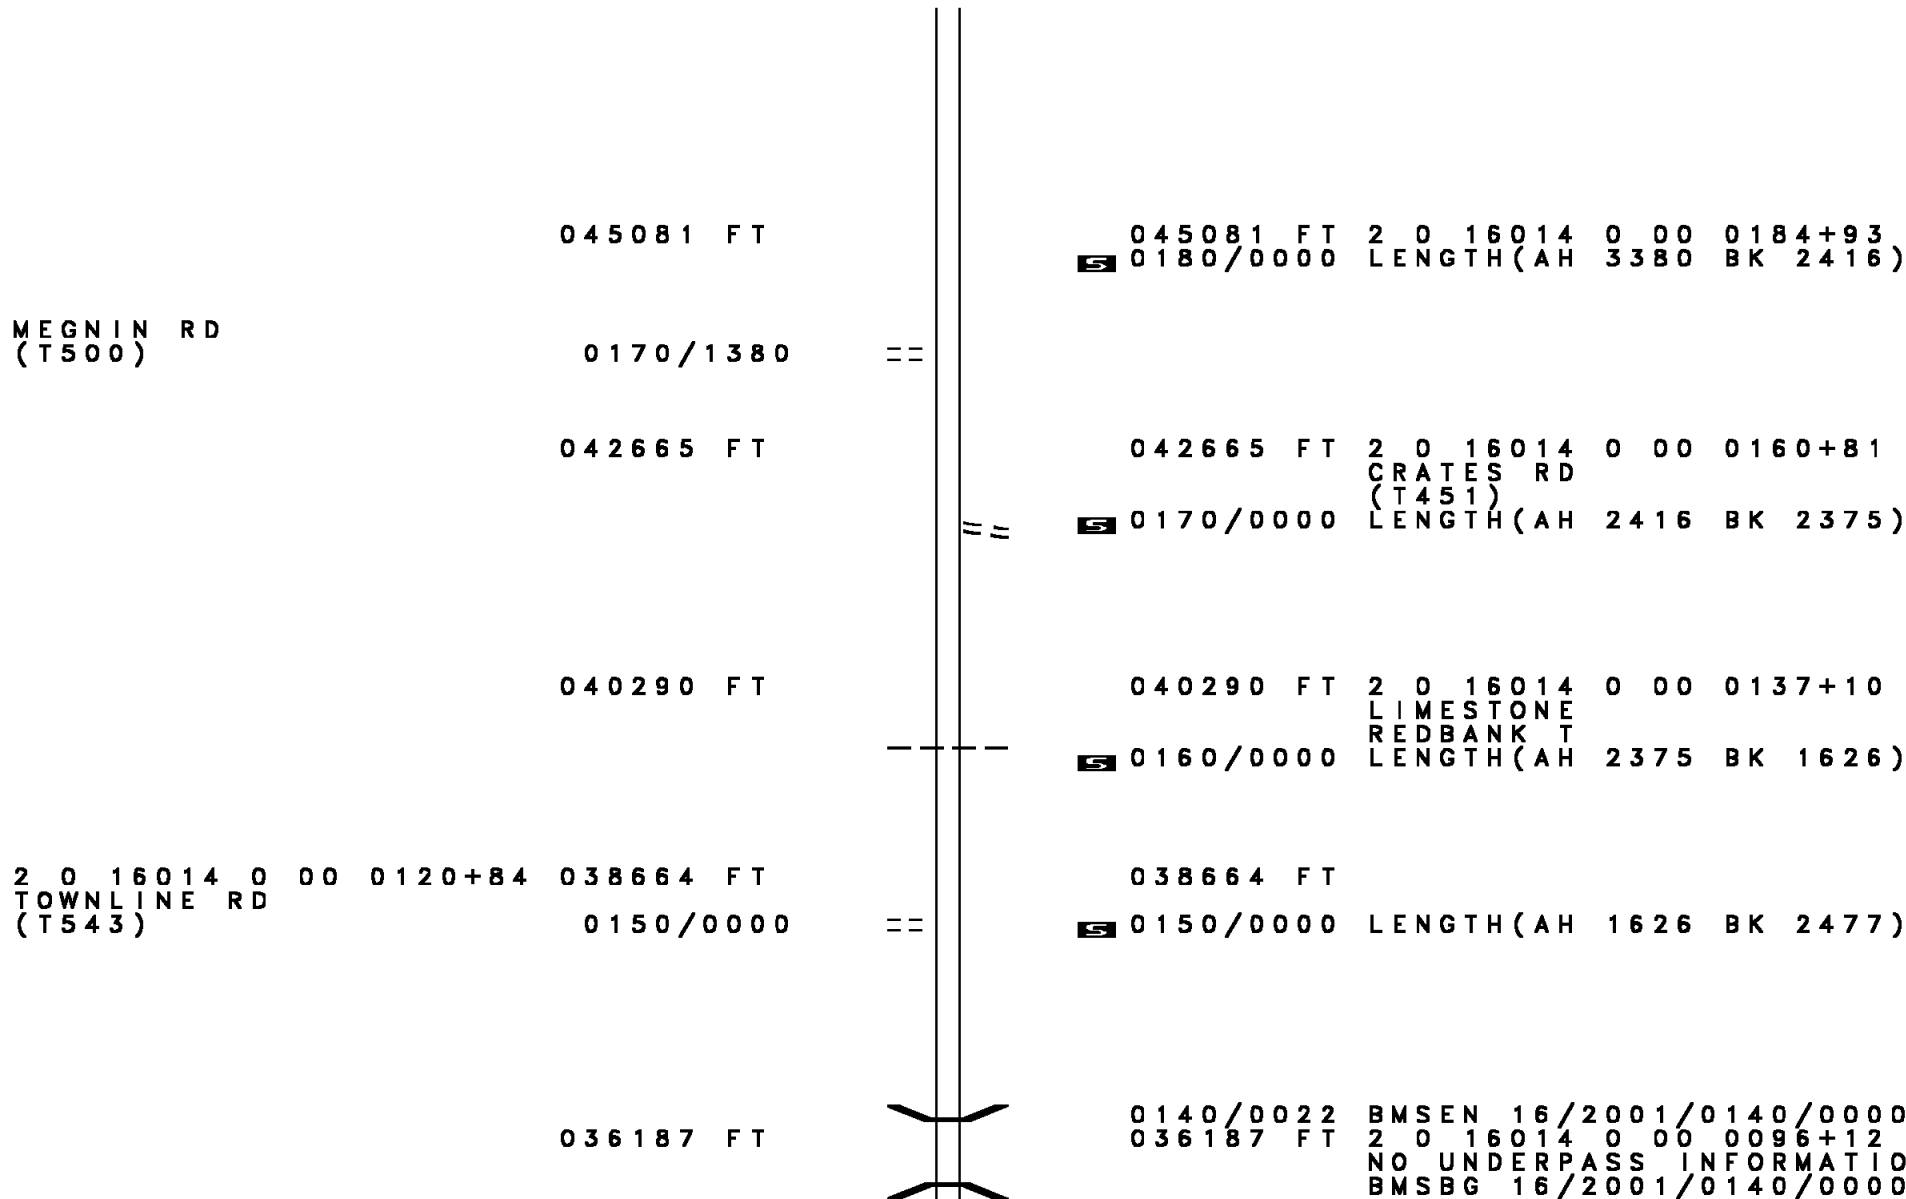 045081 FT 045081 FT 2 0 16014 0 00 0184+93
S 0180/0000 LENGTH(AH 3380 BK 2416)
MEGNIN RD
(T500) 0170/1380
042665 FT 042665 FT 2 0 16014 0 00 0160+81
CRATES RD
(T451)
S 0170/0000 LENGTH(AH 2416 BK 2375)
040290 FT 040290 FT 2 0 16014 0 00 0137+10
LIMESTONE
REDBANK T
S 0160/0000 LENGTH(AH 2375 BK 1626)
2 0 16014 0 00 0120+84 038664 FT 038664 FT
TOWNLINE RD
(T543) 0150/0000 S 0150/0000 LENGTH(AH 1626 BK 2477)
0140/0022 BMSEN 16/2001/0140/0000
036187 FT 036187 FT 2 0 16014 0 00 0096+12
NO UNDERPASS INFORMATIO
BMSBG 16/2001/0140/0000